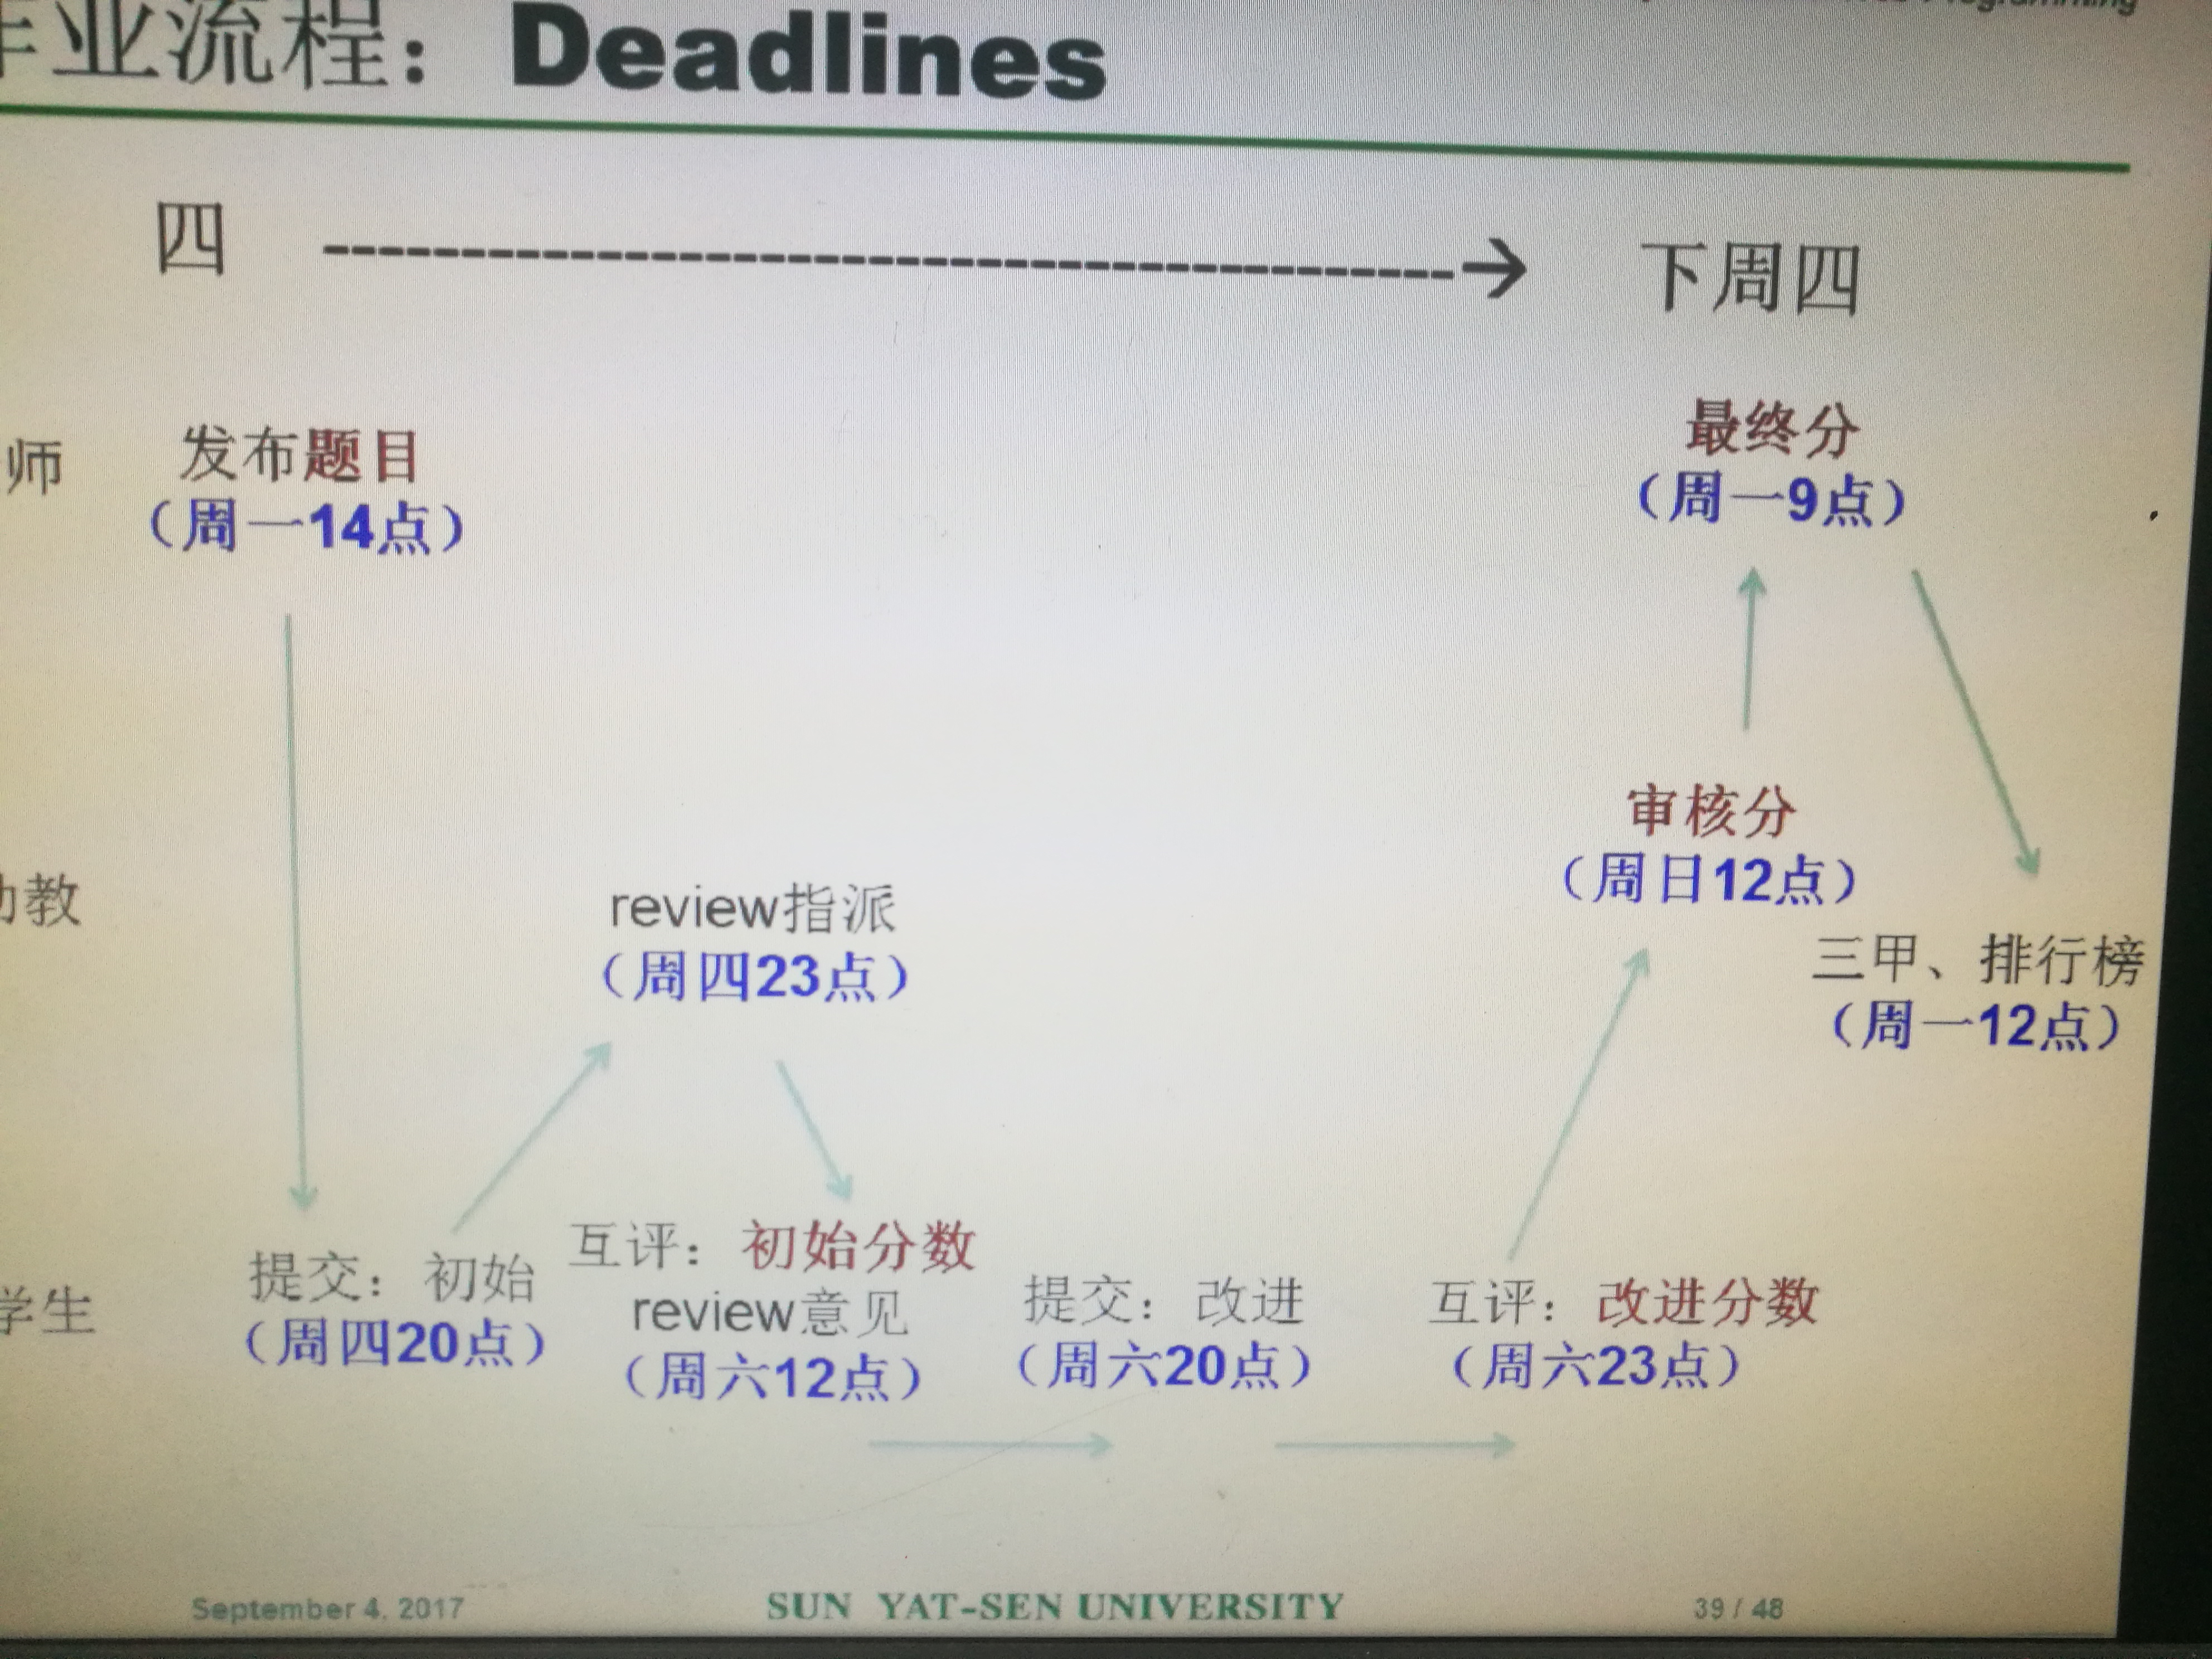 作业流程：Deadlines
四 ---------------------------------------→ 下周四
师
发布题目
（周一14点）
最终分
（周一9点）
审核分
（周日12点）
助教
review指派
（周四23点）
三甲、排行榜
（周一12点）
学生
提交：初始
（周四20点）
互评：初始分数
review意见
（周六12点）
提交：改进
（周六20点）
互评：改进分数
（周六23点）
September 4, 2017
SUN YAT-SEN UNIVERSITY
39 / 48